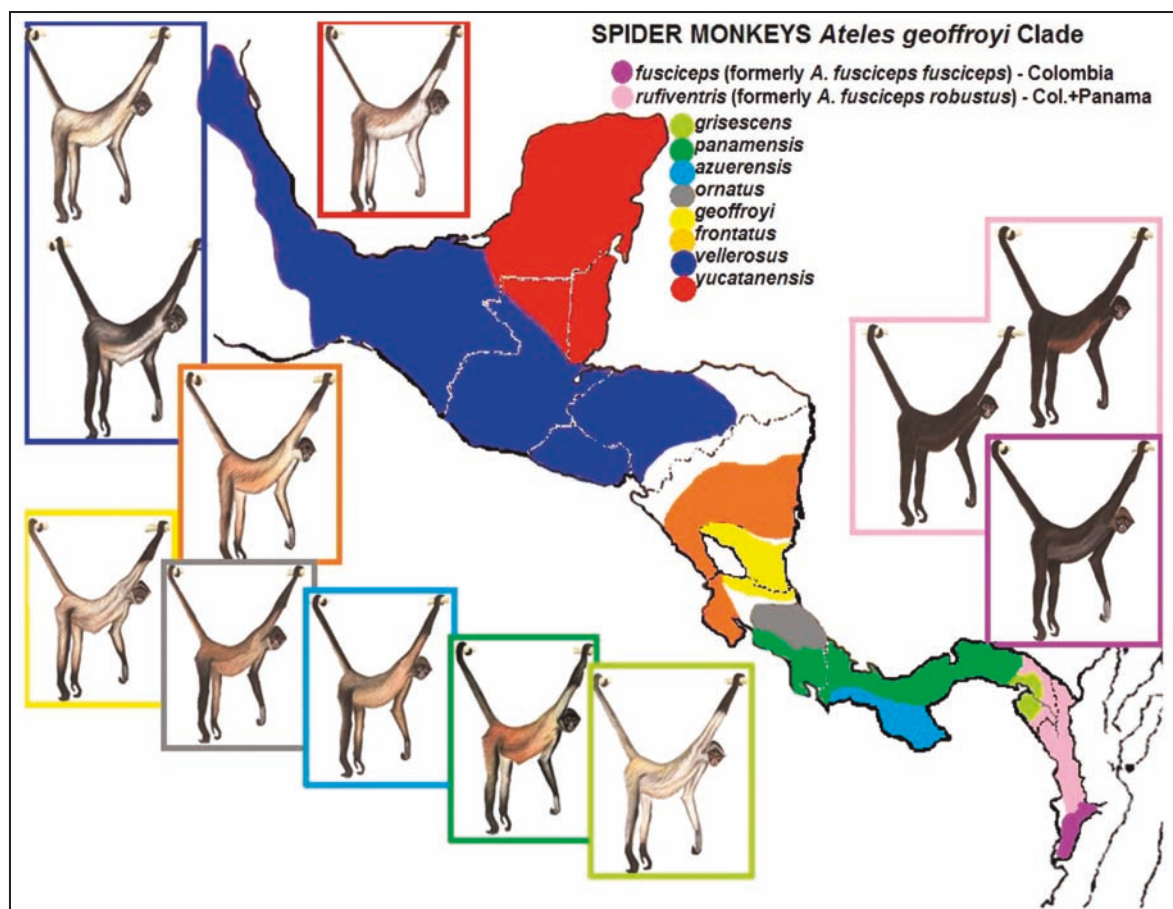 SPIDER MONKEYS Ateles geoffroyi Clade
fusciceps (formerly A. fusciceps fusciceps) - Colombia
rufiventris (formerly A. fusciceps robustus) - Col.+Panama
grisescens
panamensis
azuerensis
ornatus
geoffroyi
frontatus
vellerosus
yucatanensis